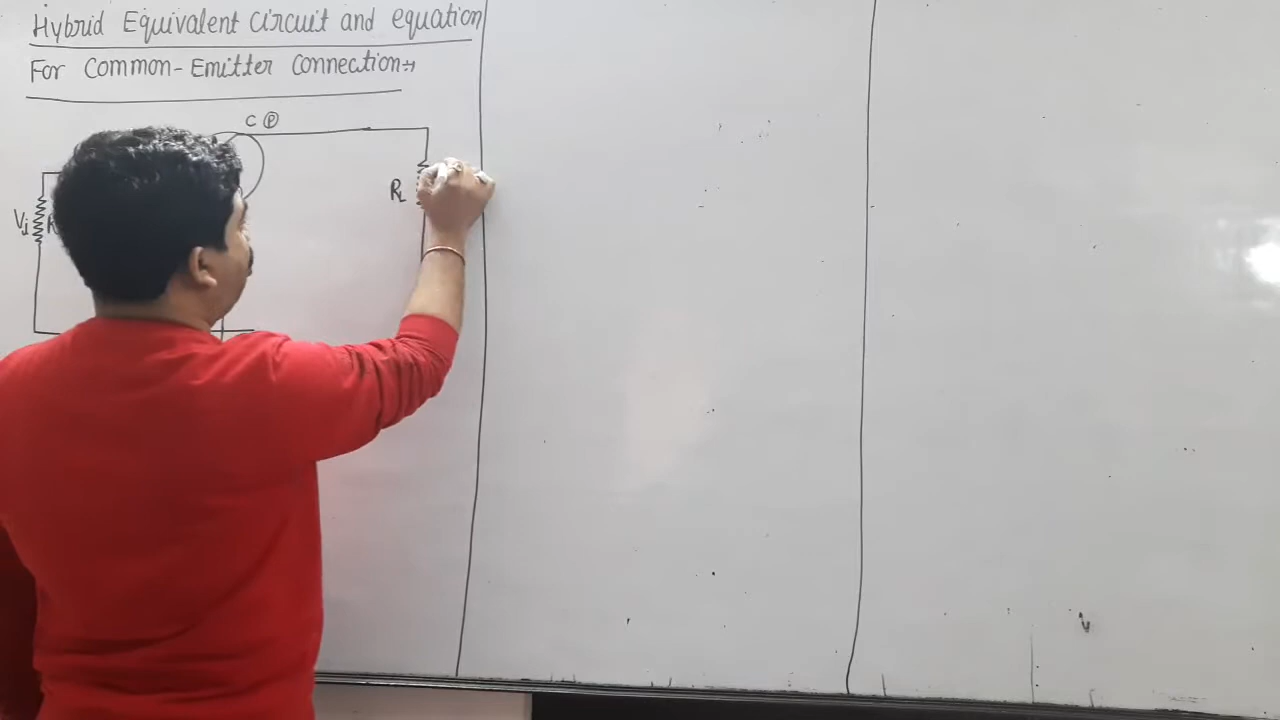 Hybrid Equivalent circuit and equation
For Common-Emitter Connection:→
C P
RL
Vi